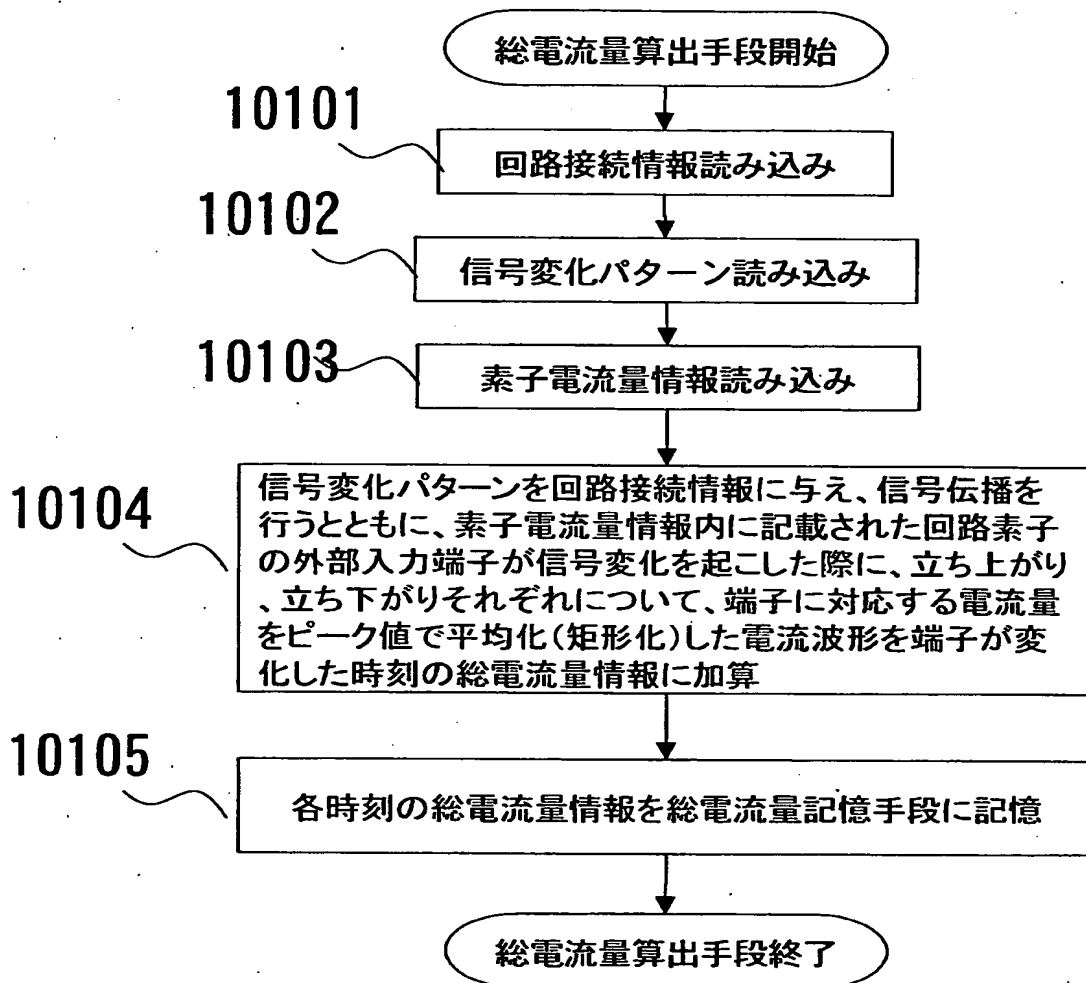 総電流量算出手段開始
10101
回路接続情報読み込み
10102
信号変化パターン読み込み
10103
素子電流量情報読み込み
10104
信号変化パターンを回路接続情報に与え、信号伝播を
行うとともに、素子電流量情報内に記載された回路素子
の外部入力端子が信号変化を起こした際に、立ち上がり
、立ち下がりそれぞれについて、端子に対応する電流量
をピーク値で平均化(矩形化)した電流波形を端子が変
化した時刻の総電流量情報に加算
10105
各時刻の総電流量情報を総電流量記憶手段に記憶
総電流量算出手段終了